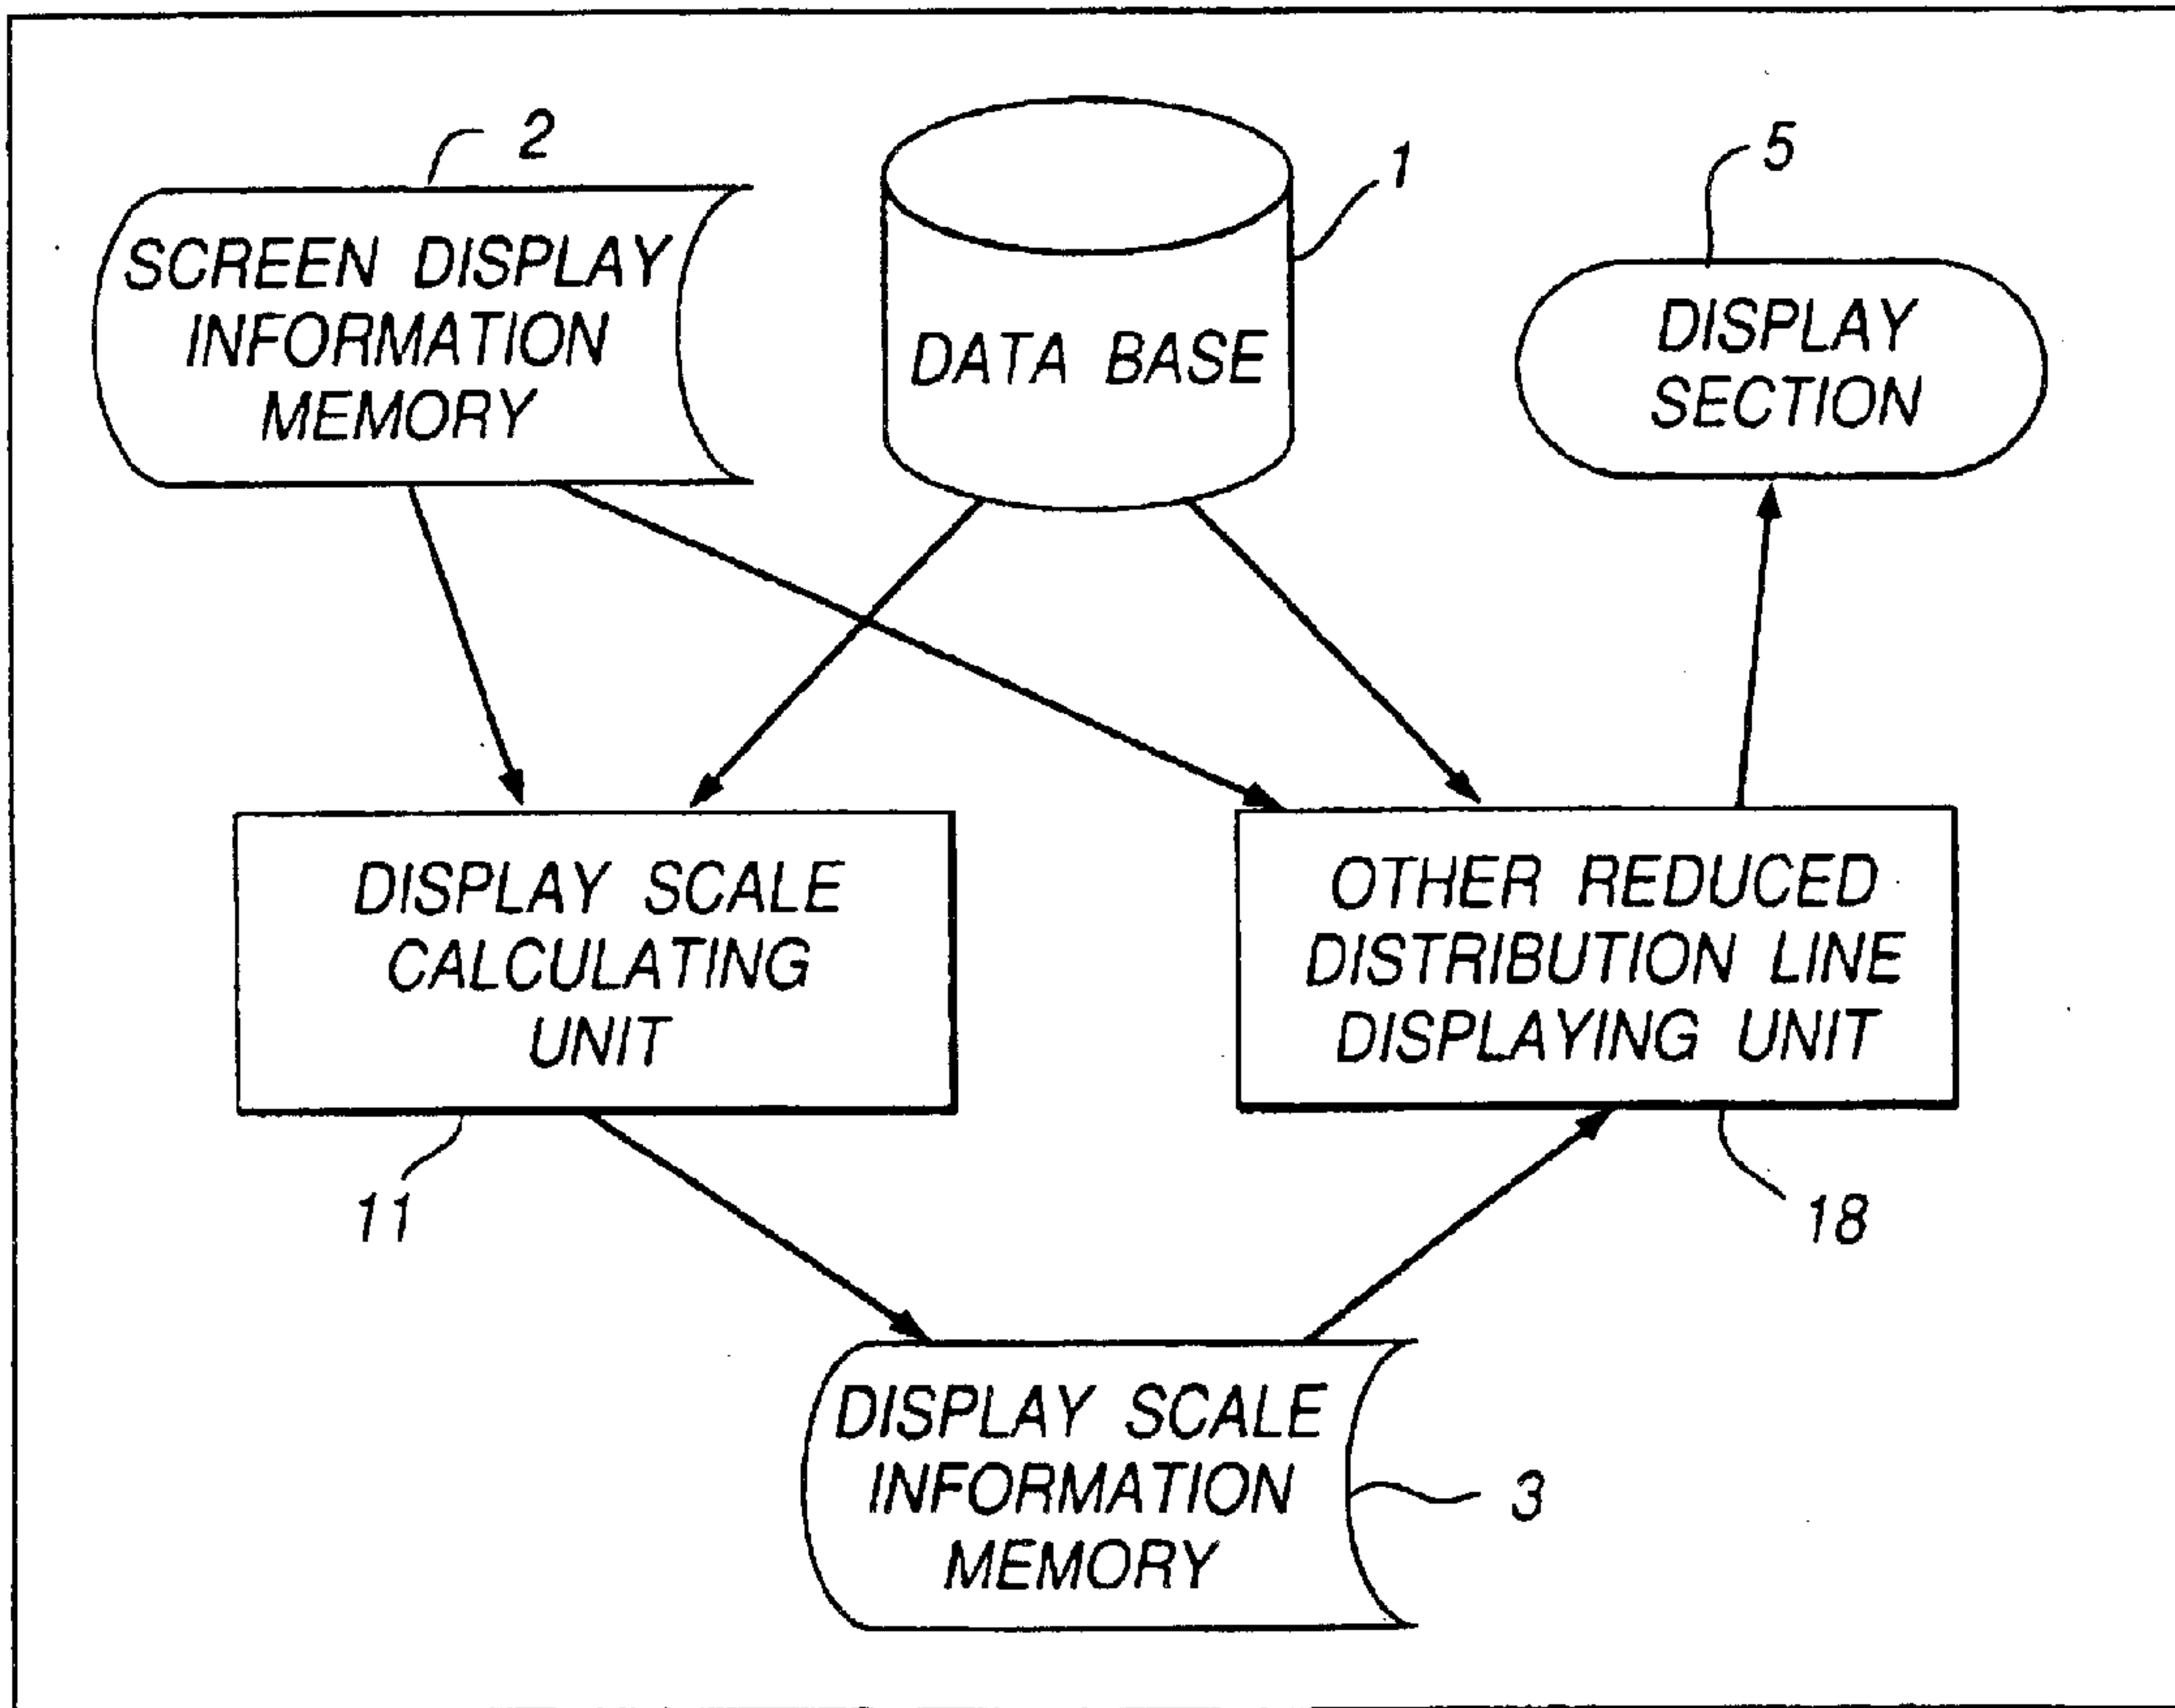 2
SCREEN DISPLAY
INFORMATION
MEMORY
1
DATA BASE
5
DISPLAY
SECTION
DISPLAY SCALE
CALCULATING
UNIT
11
OTHER REDUCED
DISTRIBUTION LINE
DISPLAYING UNIT
18
DISPLAY SCALE
INFORMATION
MEMORY
3